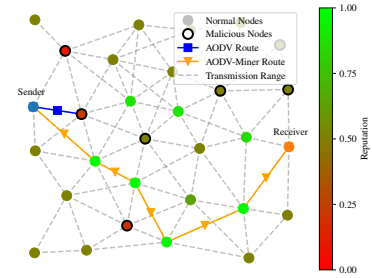 Normal Nodes
Malicious Nodes
AODV Route
AODV-Miner Route
Transmission Range
Sender
Receiver
1.00
0.75
0.50
0.25
0.00
Reputation